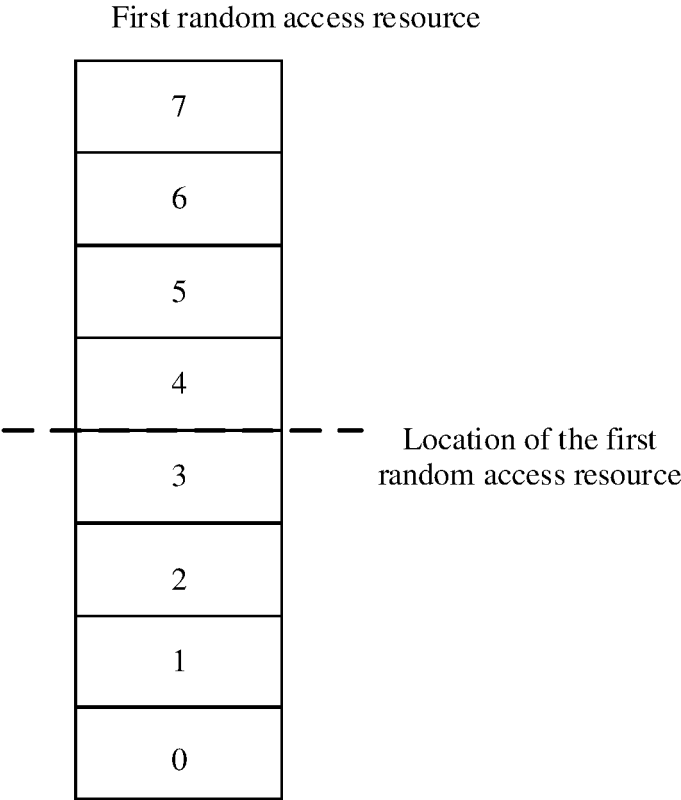 First random access resource
7
6
5
4
Location of the first
random access resource
3
2
1
0